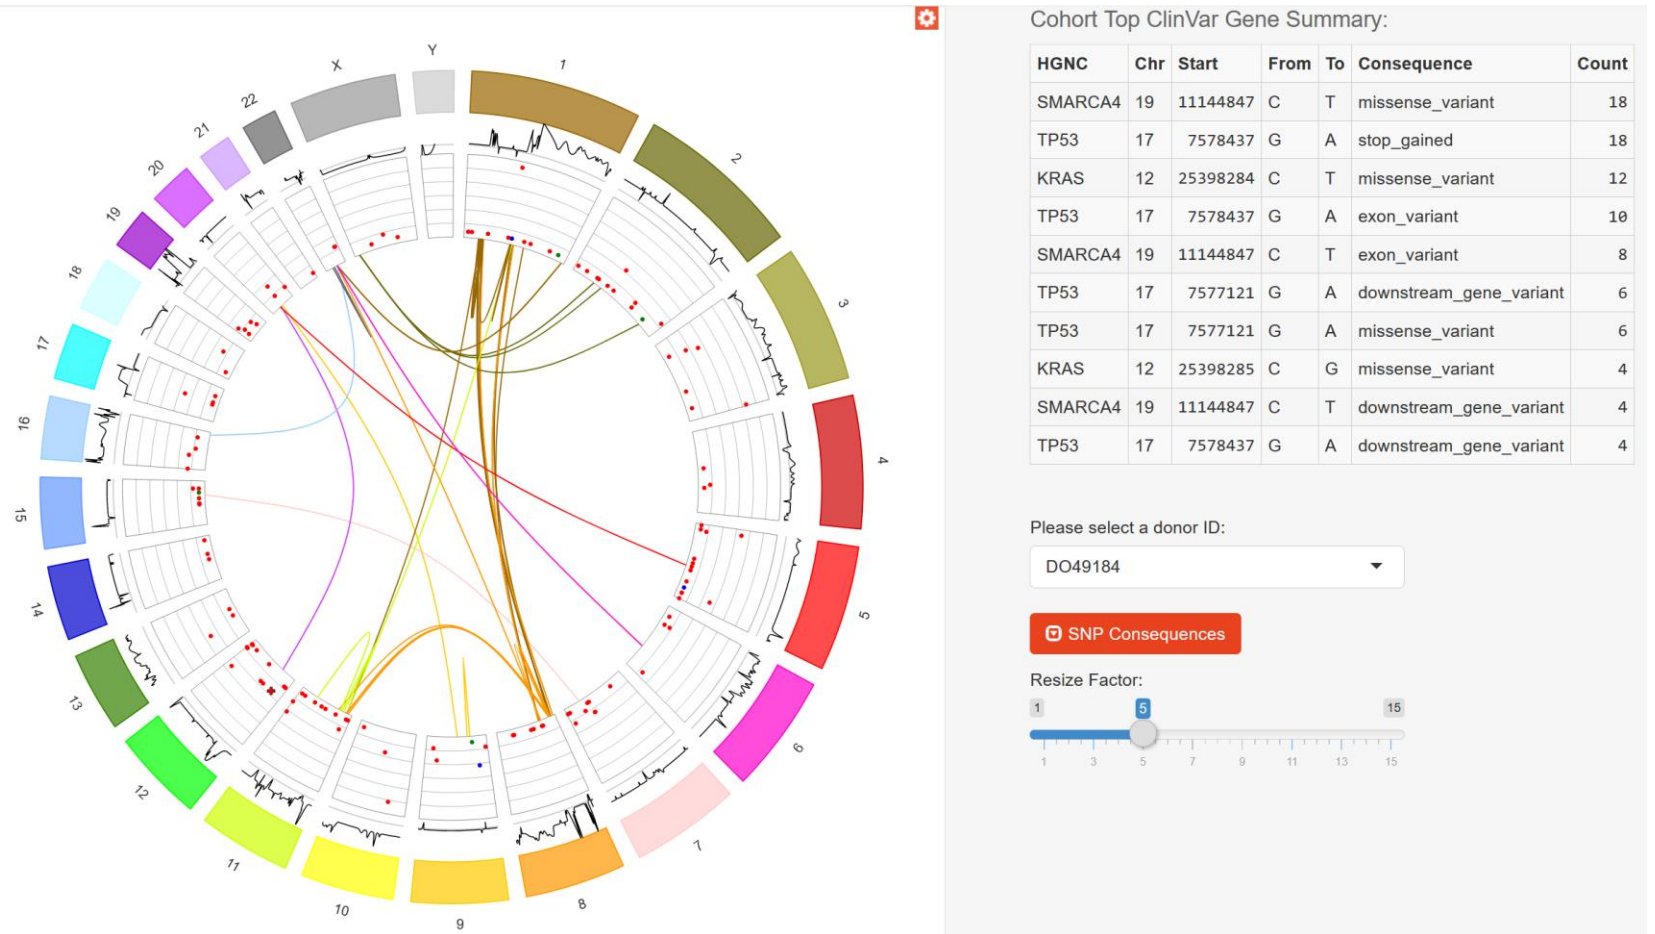 Cohort Top ClinVar Gene Summary:
HGNC Chr Start From To Consequence Count
SMARCA4 19 11144847 C T missense_variant 18
TP53 17 7578437 G A stop_gained 18
KRAS 12 25398284 C T missense_variant 12
TP53 17 7578437 G A exon_variant 10
SMARCA4 19 11144847 C T exon_variant 8
TP53 17 7577121 G A downstream_gene_variant 6
TP53 17 7577121 G A missense_variant 6
KRAS 12 25398285 C G missense_variant 4
SMARCA4 19 11144847 C T downstream_gene_variant 4
TP53 17 7578437 G A downstream_gene_variant 4
Please select a donor ID:
DO49184
SNP Consequences
Resize Factor:
1 5 15
1 3 5 7 9 11 13 15
1
2
3
4
5
6
7
8
9
10
11
12
13
14
15
16
17
18
19
20
21
22
X
Y